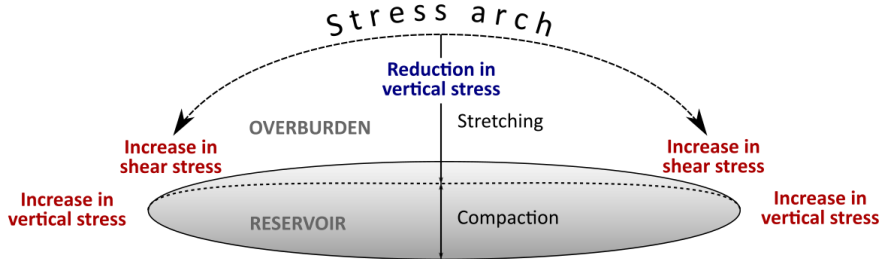 Stress arch
Reduction in
vertical stress
OVERBURDEN
Stretching
Increase in
shear stress
Increase in
shear stress
Increase in
vertical stress
Increase in
vertical stress
RESERVOIR
Compaction